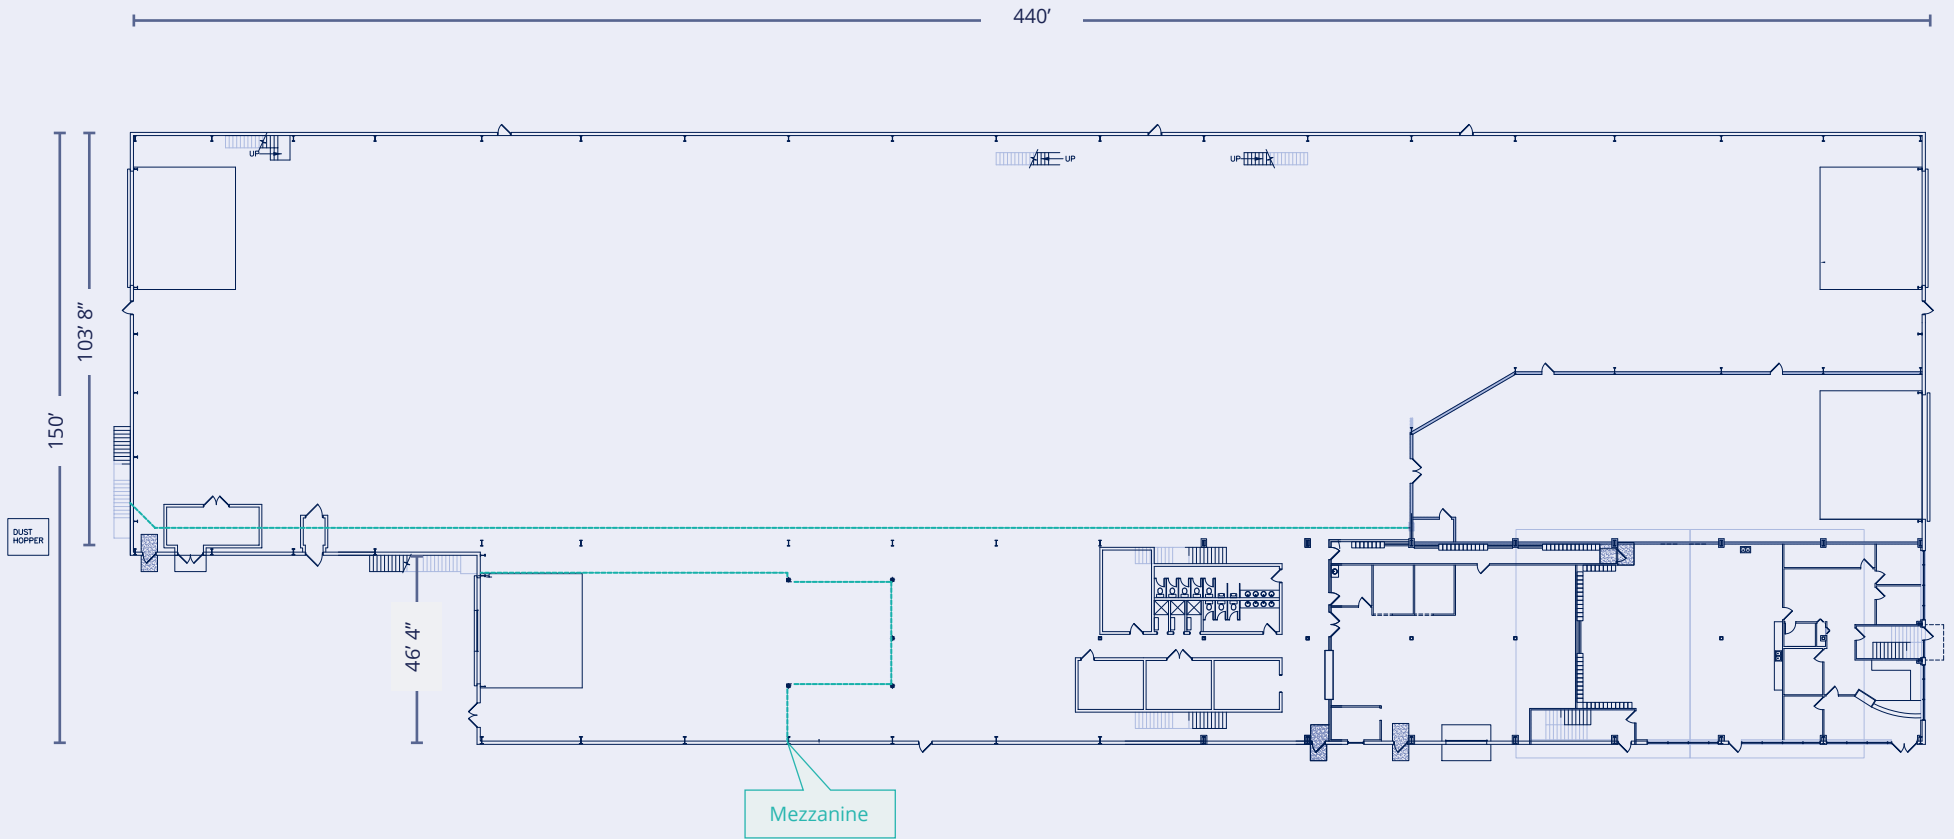 440’
UP
UP
UP
103’ 8”
150’
DUST
HOPPER
46’ 4”
Mezzanine